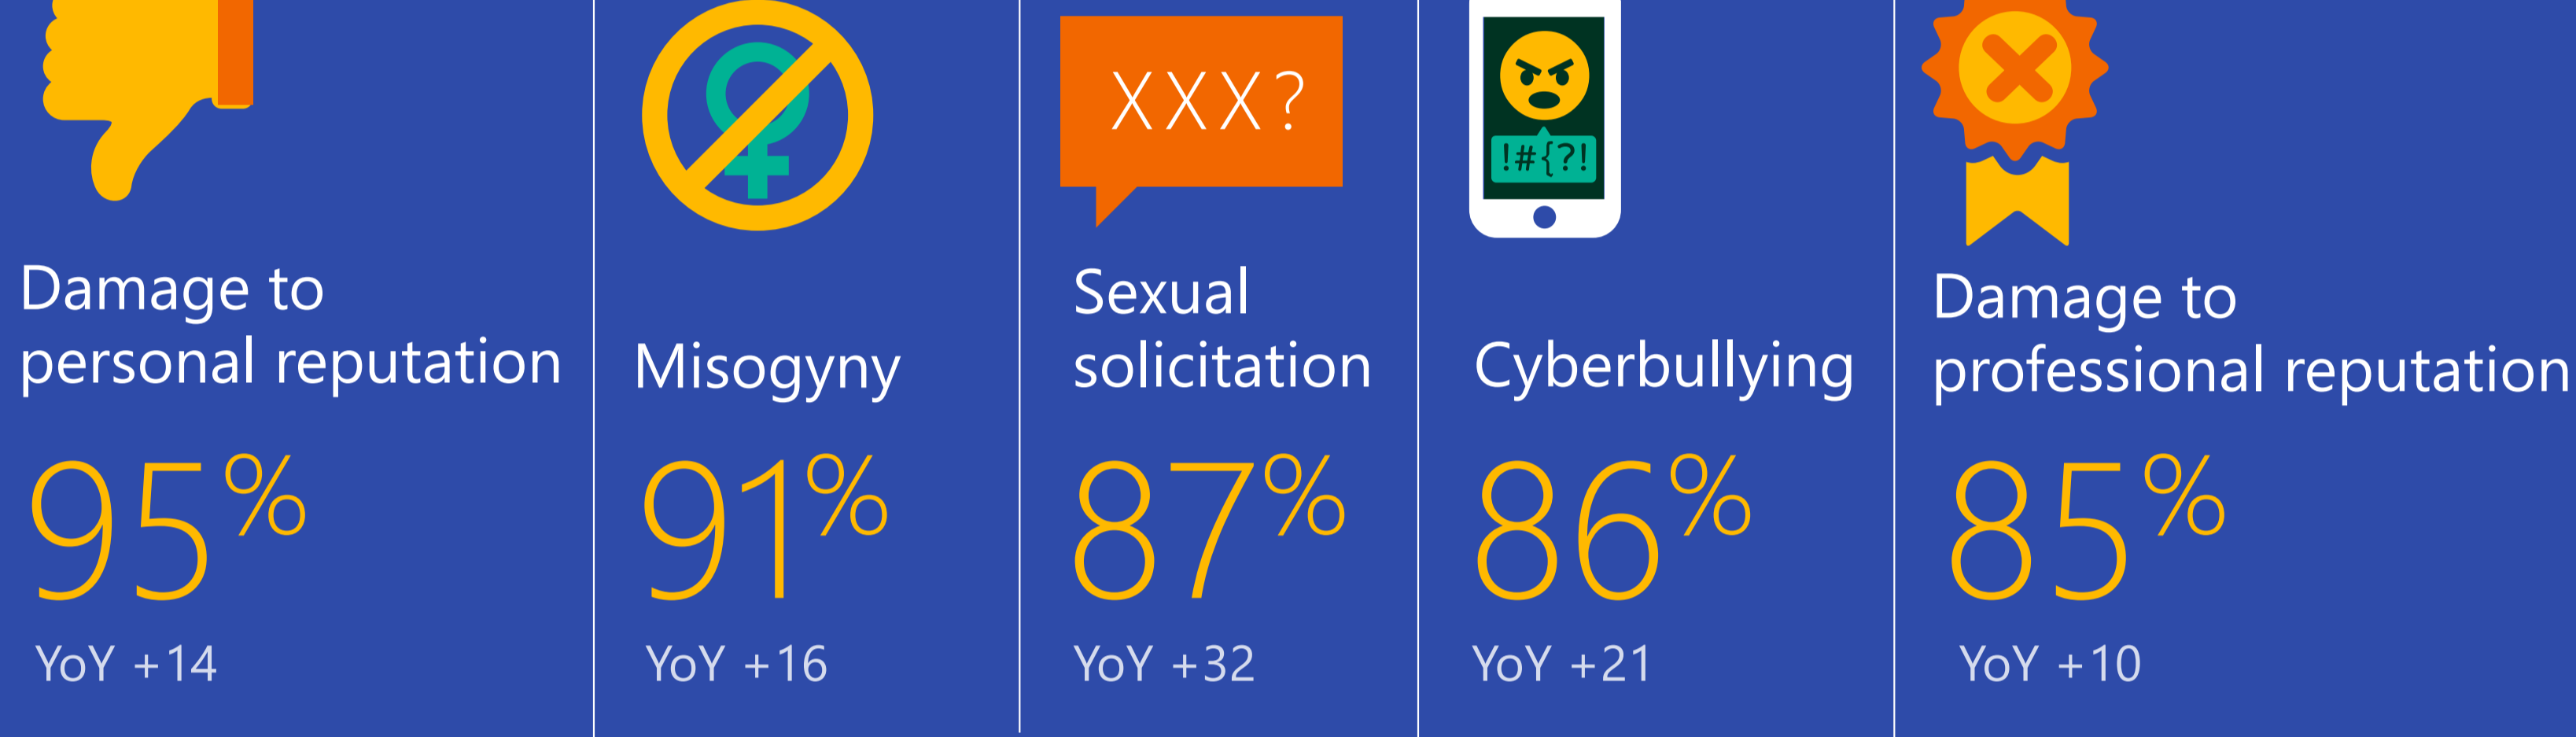 Damage to
personal reputation
95%
YoY +14
Misogyny
91%
YoY +16
XXX?
Sexual
solicitation
87%
YoY +32
!#{?!
Cyberbullying
86%
YoY +21
Damage to
professional reputation
85%
YoY +10